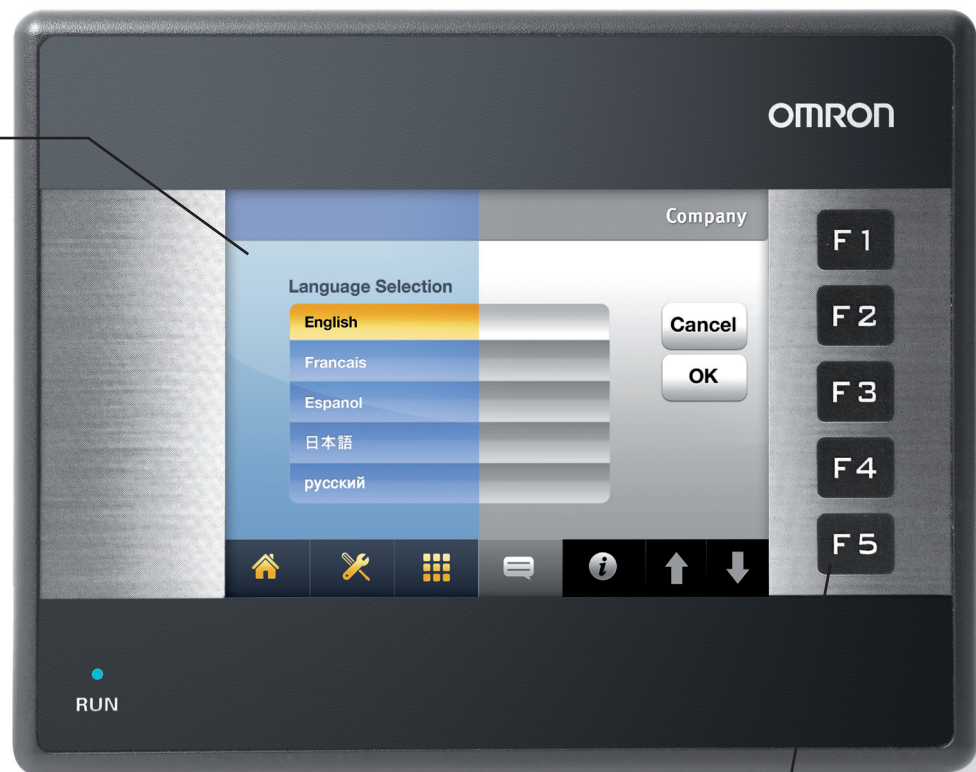 OMRON
Company
Language Selection
English
Francais
Espanol
日本語
русский
Cancel
OK
i
F1
F2
F3
F4
F5
RUN